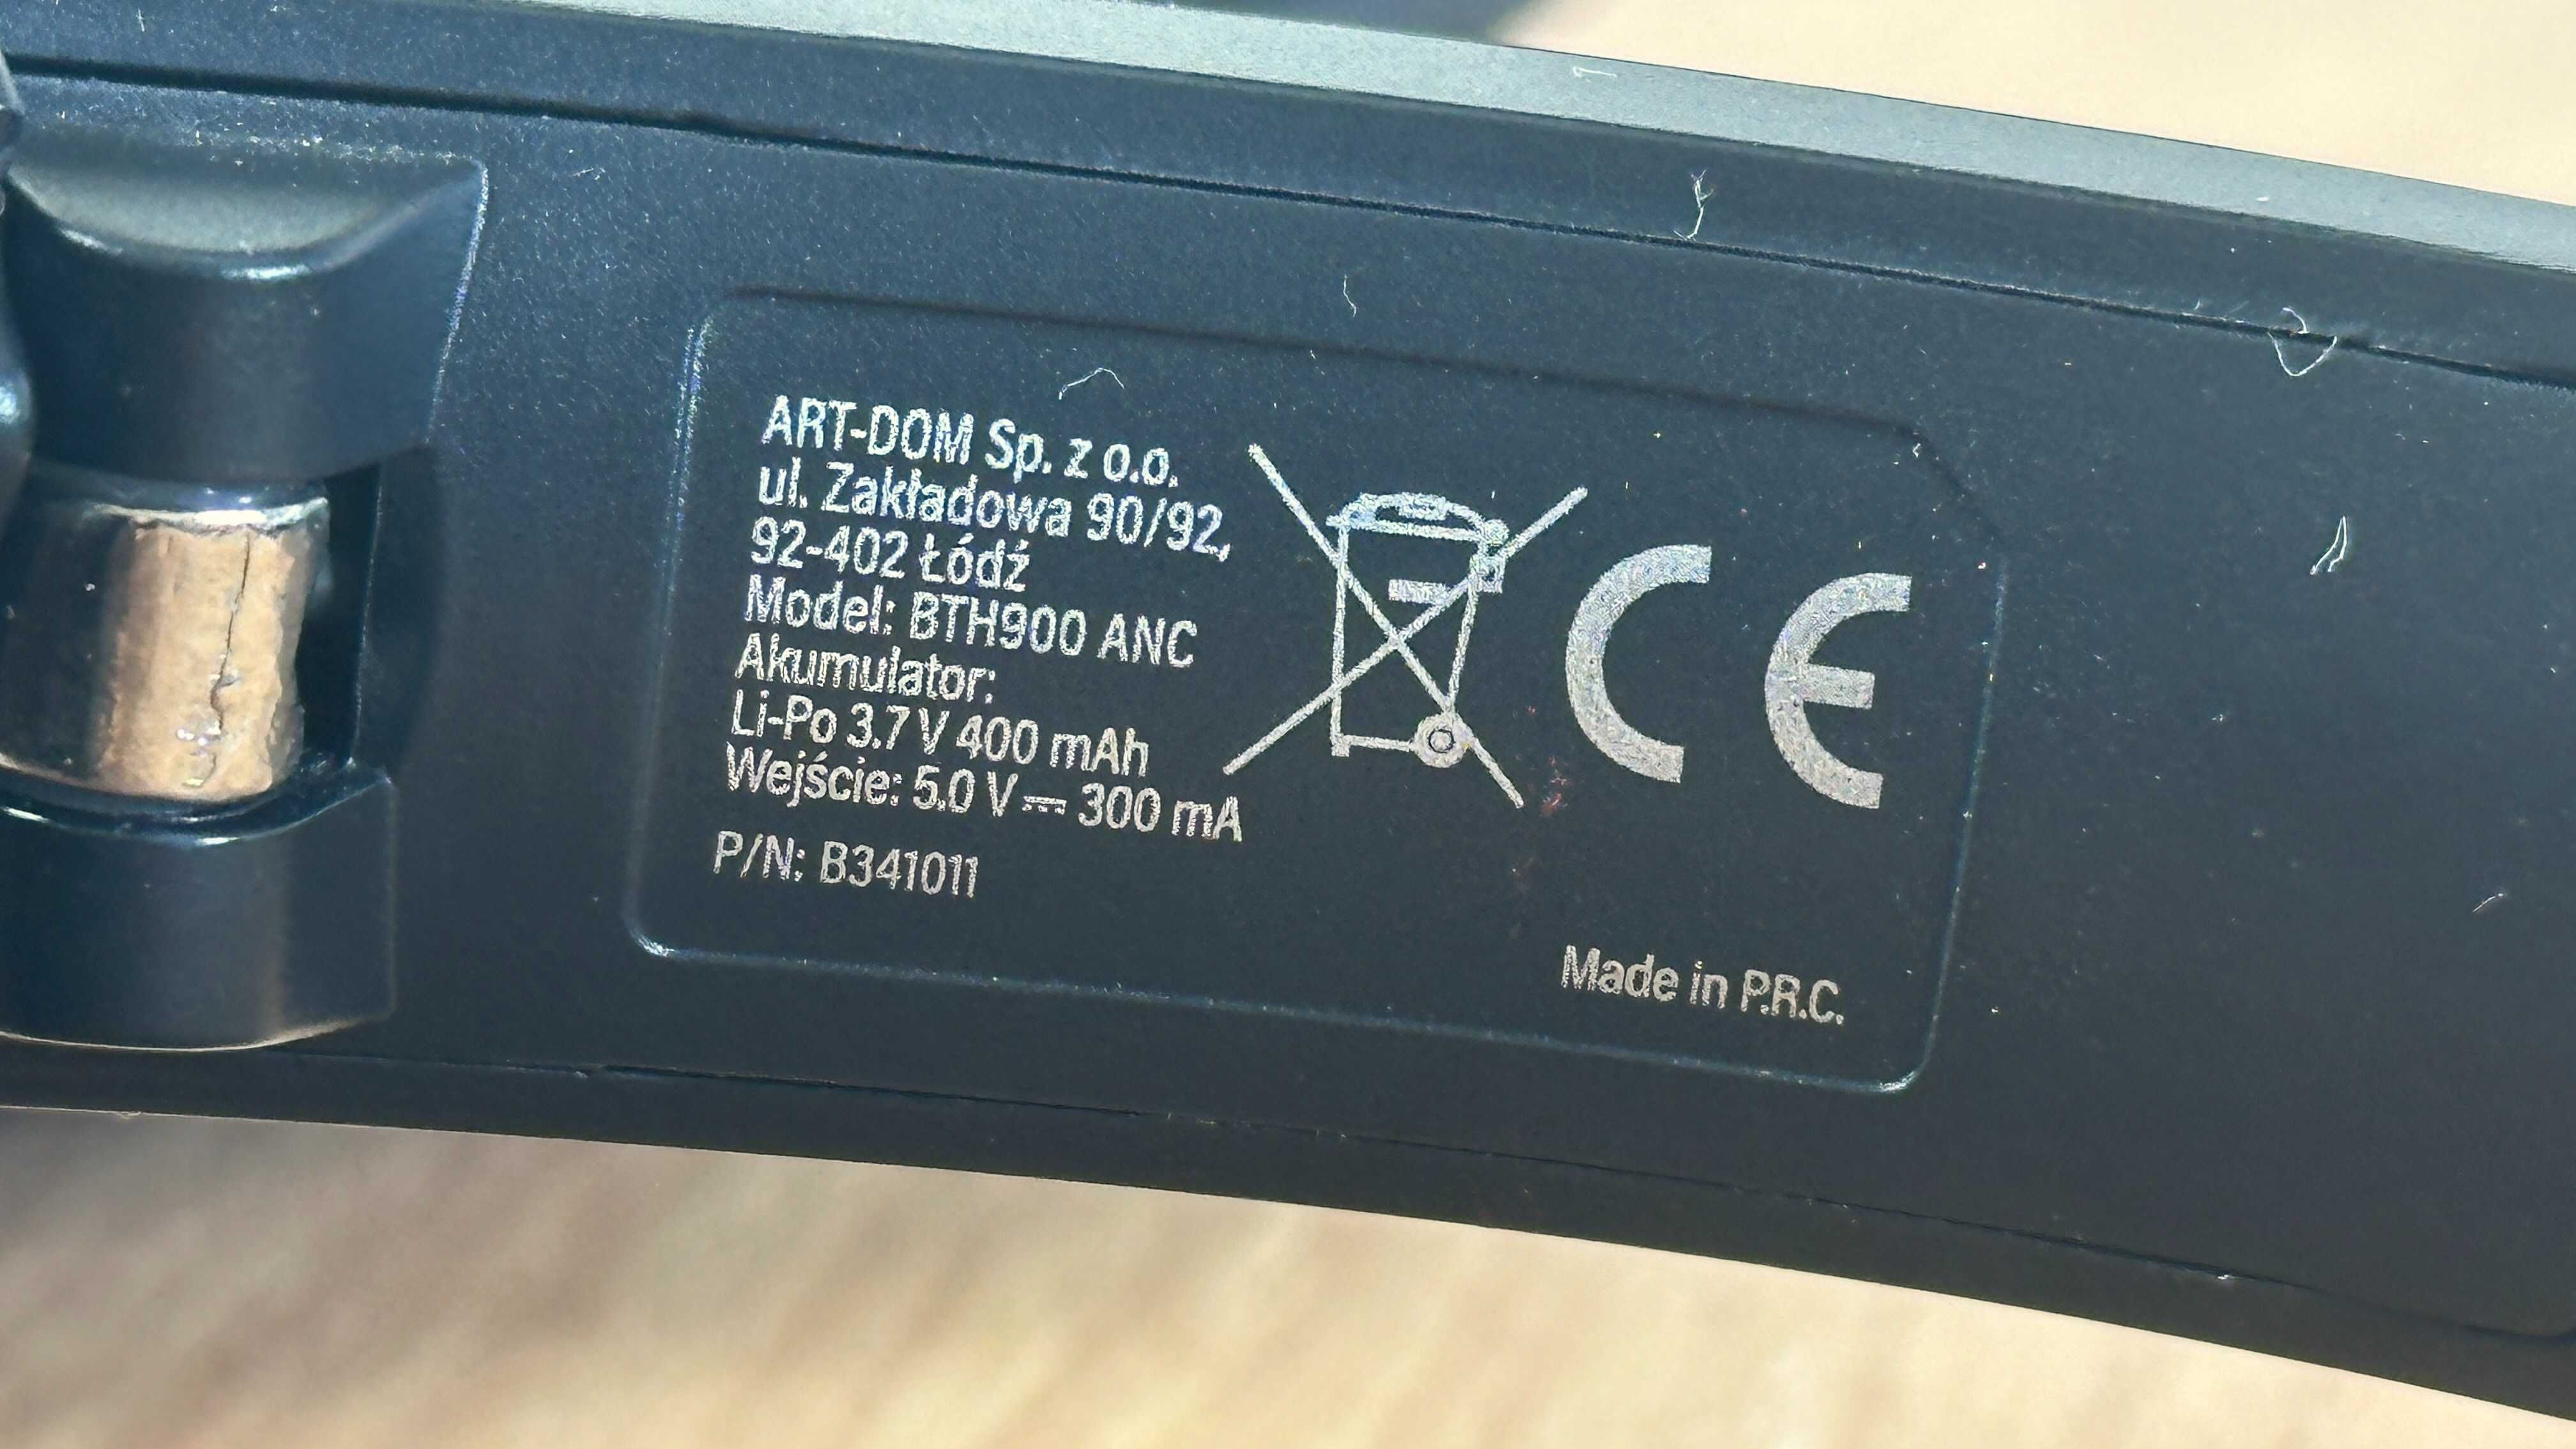 ART-DOM Sp. z o.o.
ul. Zakładowa 90/92,
92-402 Łódź
Model: BTH900 ANC
Akumulator:
Li-Po 3.7 V 400 mAh
Wejście: 5.0 V ⎓ 300 mA
P/N: B341011
CE
Made in P.R.C.